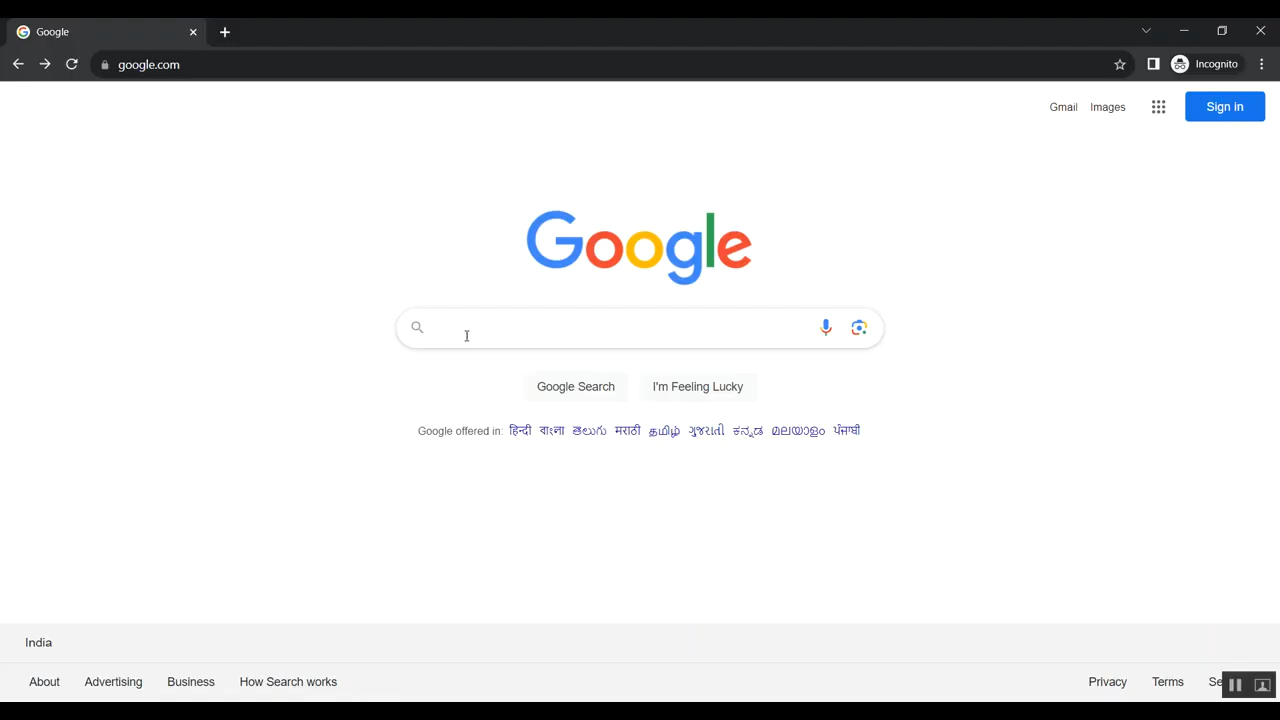 Google
google.com
Incognito
Gmail Images Sign in
Google
Google Search I'm Feeling Lucky
Google offered in: हिन्दी বাংলা తెలుగు मराठी தமிழ் ગુજરાતી ಕನ್ನಡ മലയാളം ਪੰਜਾਬੀ
India
About Advertising Business How Search works Privacy Terms